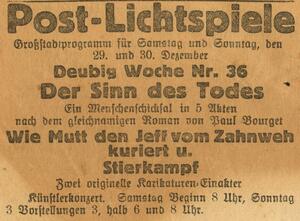 Post-Lichtspiele
Großstadtprogramm für Samstag und Sonntag, den
29. und 30. Dezember
Deubig Woche Nr. 36
Der Sinn des Todes
Ein Menschenschicksal in 5 Akten
nach dem gleichnamigen Roman von Paul Bourget
Wie Mutt den Jeff vom Zahnweh
kuriert u.
Stierkampf
Zwei originelle Karikaturen-Einakter
Künstlerkonzert. Samstag Beginn 8 Uhr, Sonntag
3 Vorstellungen 3, halb 6 und 8 Uhr.